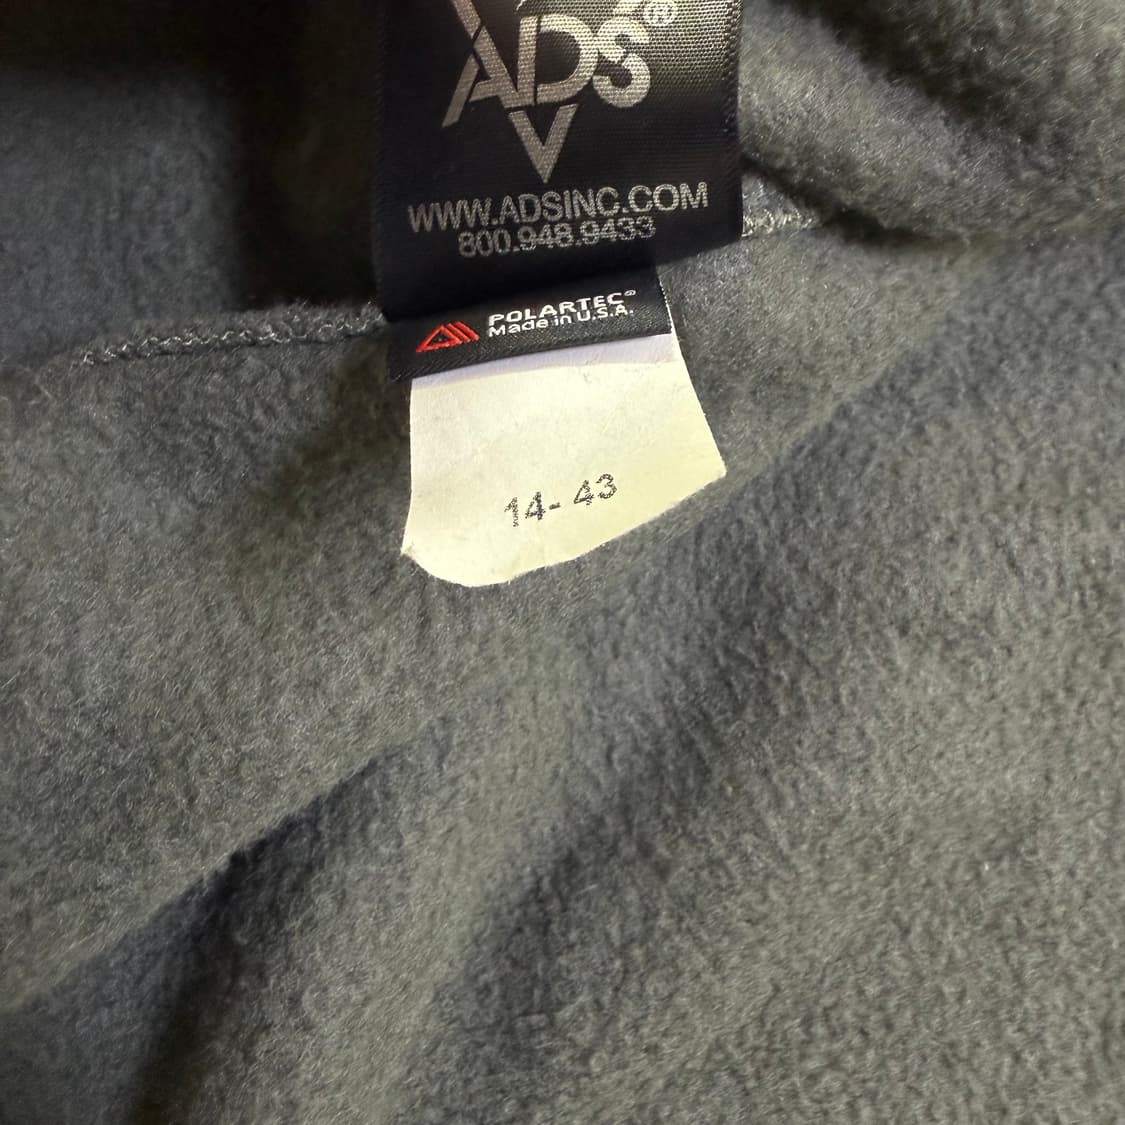 ADS®
WWW.ADSINC.COM
800.948.9433
POLARTEC®
Made in U.S.A.
14-43